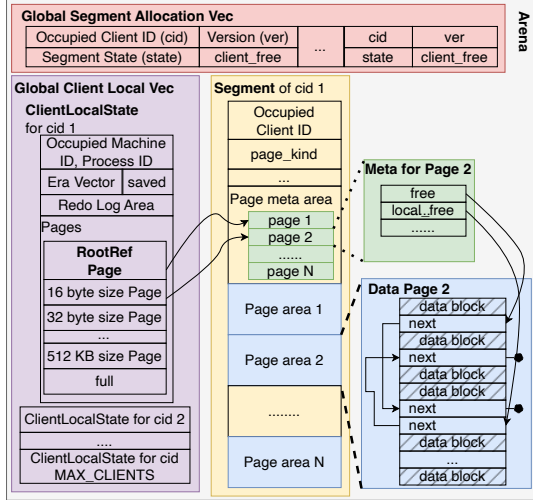 Global Segment Allocation Vec
Occupied Client ID (cid)
Version (ver)
...
cid
ver
Segment State (state)
client_free
state
client_free
Arena
Global Client Local Vec
ClientLocalState
for cid 1
Occupied Machine
ID, Process ID
Era Vector
saved
Redo Log Area
Pages
RootRef
Page
16 byte size Page
32 byte size Page
...
512 KB size Page
full
ClientLocalState for cid 2
....
ClientLocalState for cid
MAX_CLIENTS
Segment of cid 1
Occupied
Client ID
page_kind
...
Page meta area
page 1
page 2
......
page N
Page area 1
Page area 2
........
Page area N
Meta for Page 2
free
local_free
......
Data Page 2
data block
next
data block
next
data block
data block
next
next
data block
...
data block